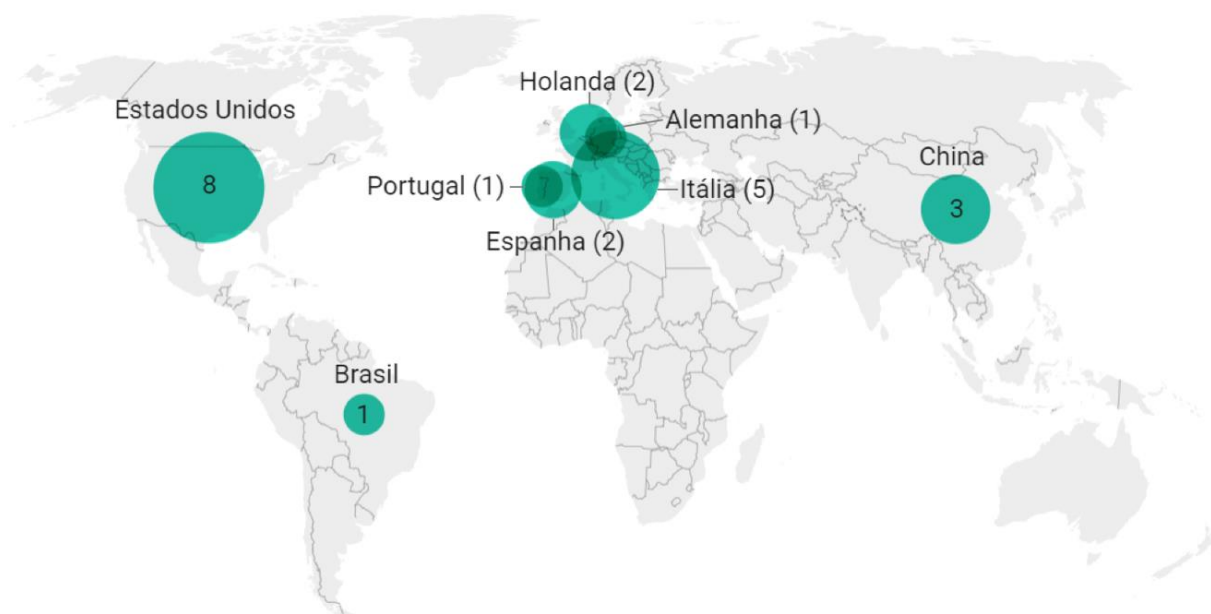 Holanda (2)
Estados Unidos
Alemanha (1)
China
8
Portugal (1)
Itália (5)
3
Espanha (2)
Brasil
1